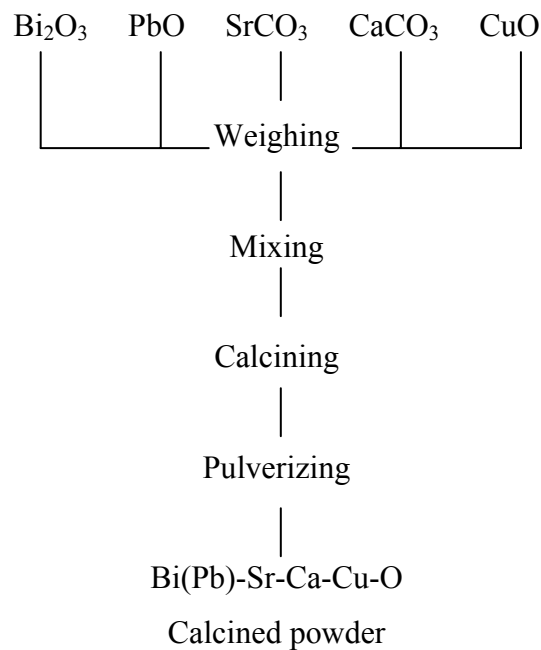 Bi₂O₃ PbO SrCO₃ CaCO₃ CuO
Weighing
Mixing
Calcining
Pulverizing
Bi(Pb)-Sr-Ca-Cu-O
Calcined powder